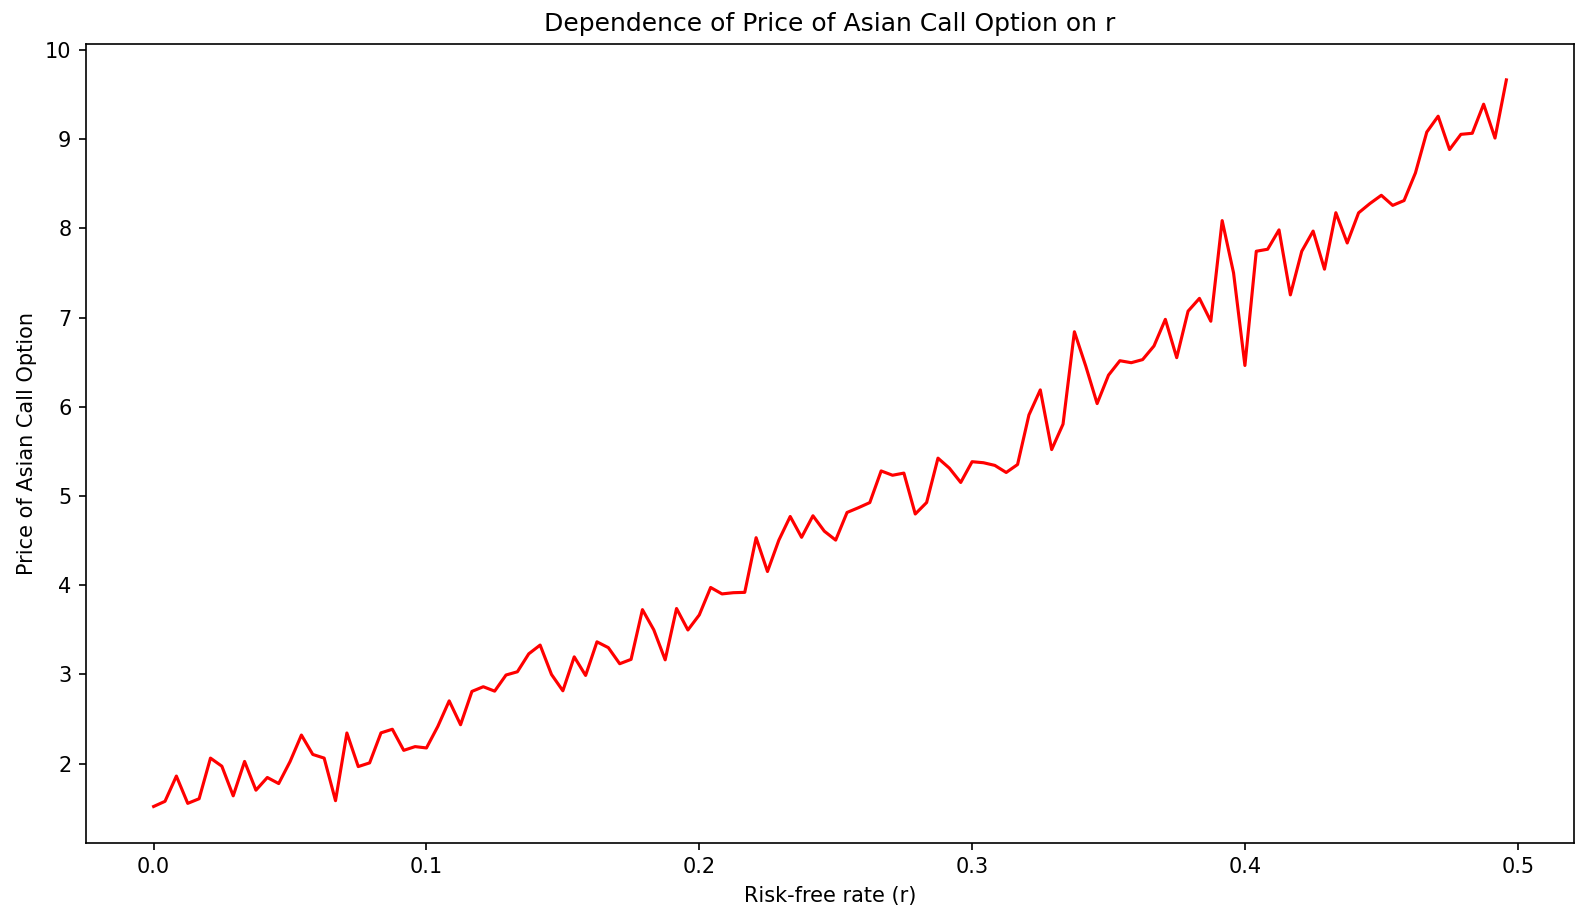 Dependence of Price of Asian Call Option on r
Price of Asian Call Option
10
9
8
7
6
5
4
3
2
0.0 0.1 0.2 0.3 0.4 0.5
Risk-free rate (r)